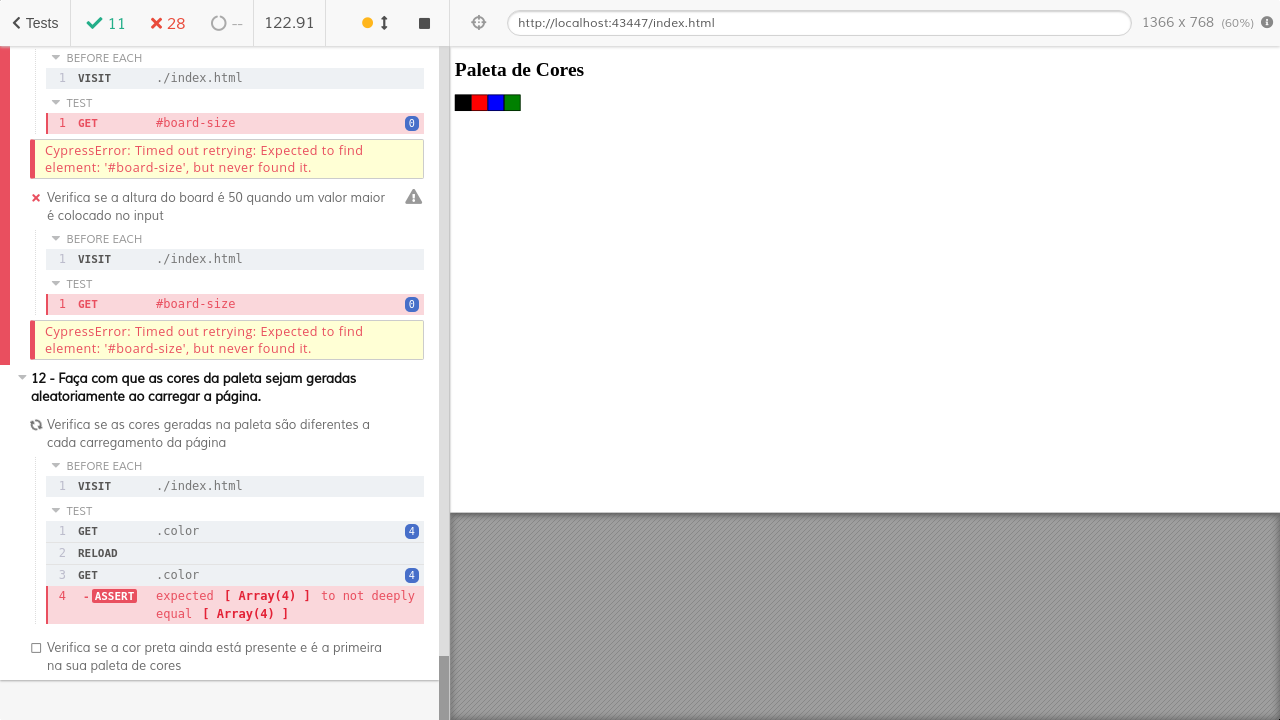 Tests 11 28 -- 122.91
http://localhost:43447/index.html 1366 x 768 (60%)
BEFORE EACH
1 VISIT ./index.html
TEST
1 GET #board-size 0
CypressError: Timed out retrying: Expected to find
element: '#board-size', but never found it.
Verifica se a altura do board é 50 quando um valor maior
é colocado no input
BEFORE EACH
1 VISIT ./index.html
TEST
1 GET #board-size 0
CypressError: Timed out retrying: Expected to find
element: '#board-size', but never found it.
12 - Faça com que as cores da paleta sejam geradas
aleatoriamente ao carregar a página.
Verifica se as cores geradas na paleta são diferentes a
cada carregamento da página
BEFORE EACH
1 VISIT ./index.html
TEST
1 GET .color 4
2 RELOAD
3 GET .color 4
4 - ASSERT expected [ Array(4) ] to not deeply
equal [ Array(4) ]
Verifica se a cor preta ainda está presente e é a primeira
na sua paleta de cores
Paleta de Cores